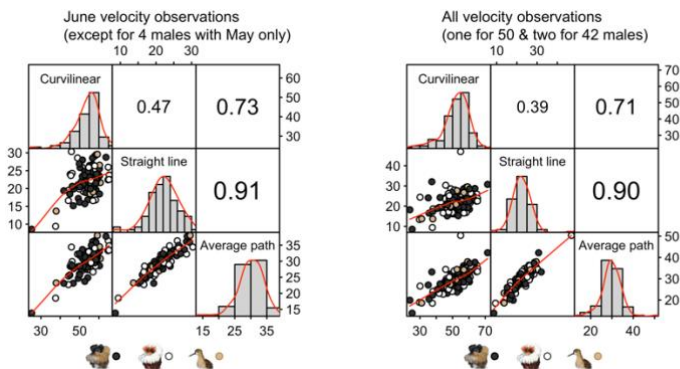 June velocity observations
(except for 4 males with May only)
10 20 30
Curvilinear
0.47
0.73
60
50
40
30
30
25
20
15
10
Straight line
0.91
Average path
35
30
25
20
15
30 50
15 25 35
All velocity observations
(one for 50 & two for 42 males)
10 30 50
Curvilinear
0.39
0.71
70
60
50
40
30
40
30
20
10
Straight line
0.90
Average path
50
40
30
20
30 50 70
20 40